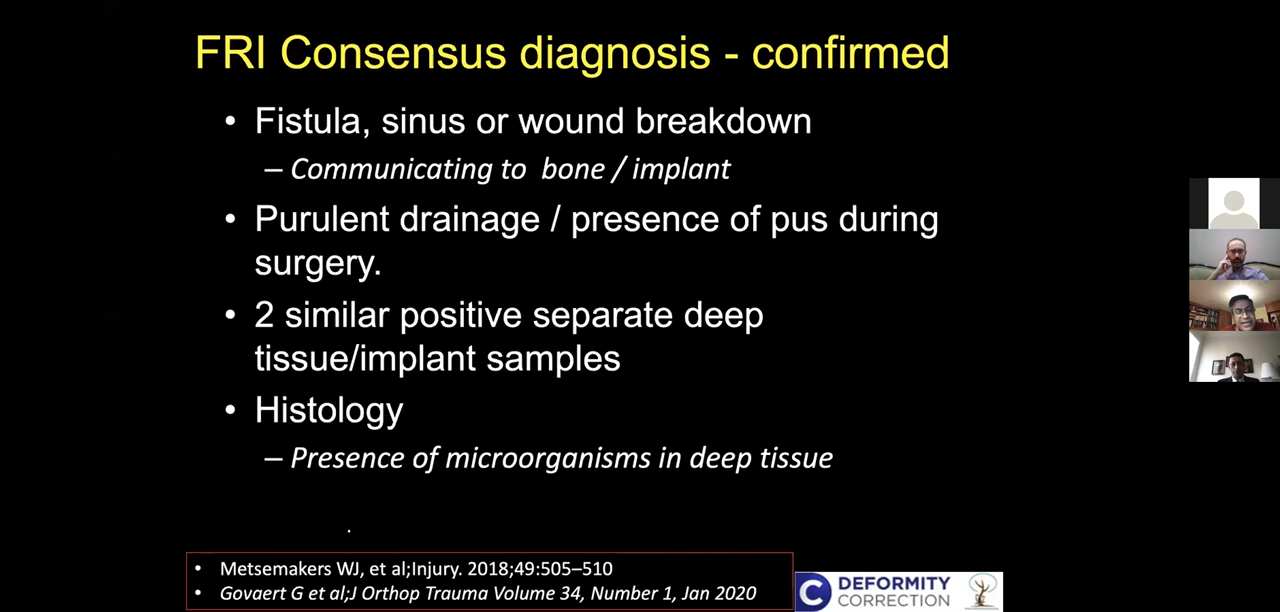 FRI Consensus diagnosis - confirmed
• Fistula, sinus or wound breakdown
– Communicating to bone / implant
• Purulent drainage / presence of pus during
surgery.
• 2 similar positive separate deep
tissue/implant samples
• Histology
– Presence of microorganisms in deep tissue
• Metsemakers WJ, et al;Injury. 2018;49:505–510
• Govaert G et al;J Orthop Trauma Volume 34, Number 1, Jan 2020
DEFORMITY
CORRECTION